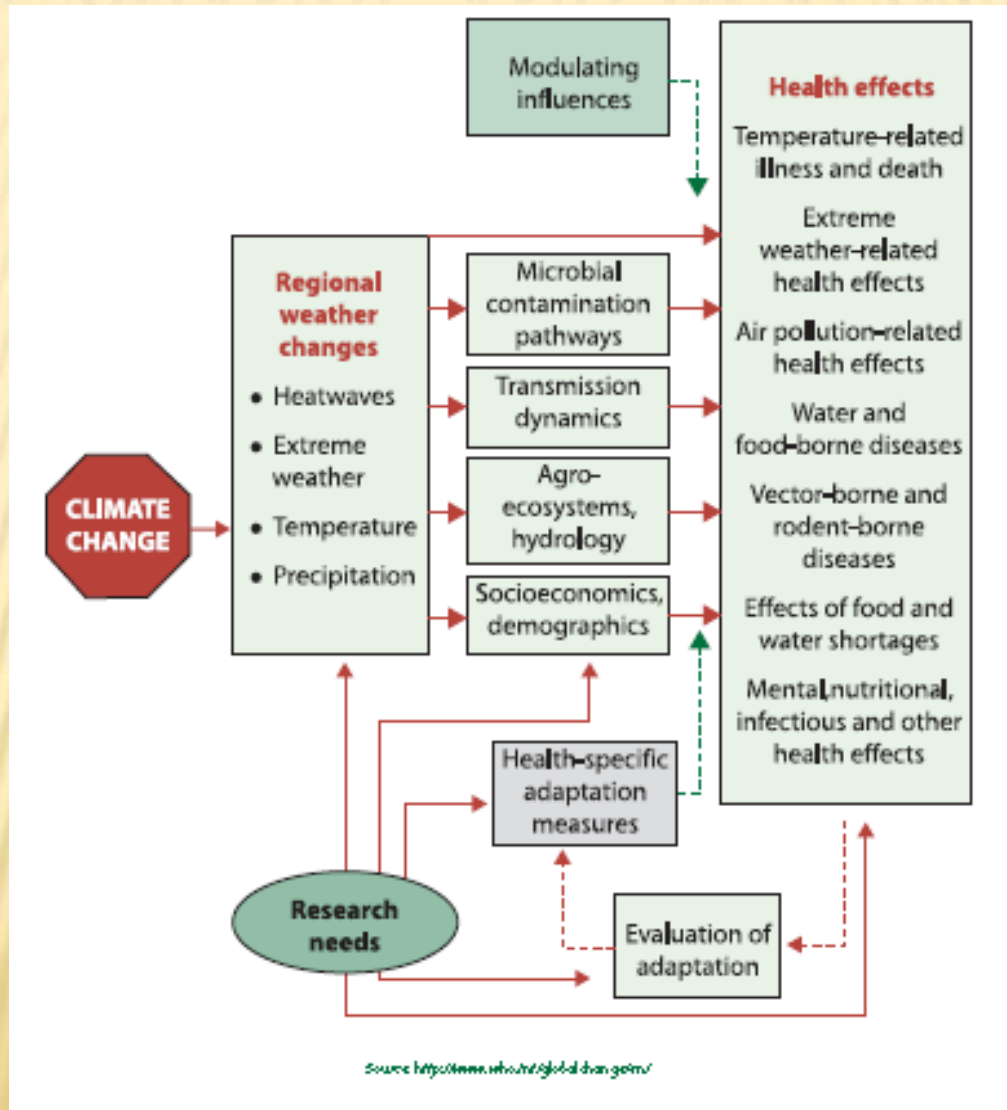 Modulating
influences
Health effects
Temperature-related
illness and death
Extreme
weather-related
health effects
Air pollution-related
health effects
Water and
food-borne diseases
Vector-borne and
rodent-borne
diseases
Effects of food and
water shortages
Mental,nutritional,
infectious and other
health effects
Regional
weather
changes
• Heatwaves
• Extreme
weather
• Temperature
• Precipitation
Microbial
contamination
pathways
Transmission
dynamics
Agro-
ecosystems,
hydrology
Socioeconomics,
demographics
CLIMATE
CHANGE
Health-specific
adaptation
measures
Research
needs
Evaluation of
adaptation
Source